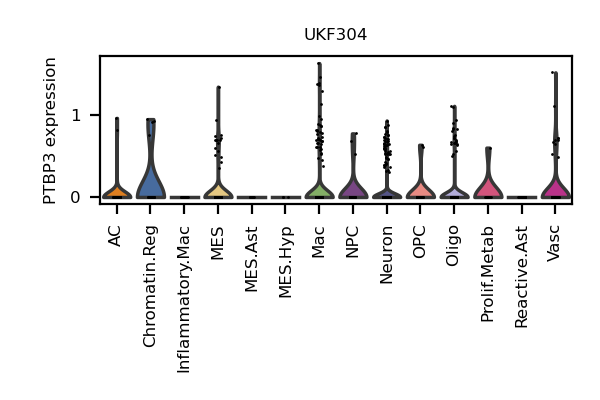 UKF304
PTBP3 expression
1
0
AC
Chromatin.Reg
Inflammatory.Mac
MES
MES.Ast
MES.Hyp
Mac
NPC
Neuron
OPC
Oligo
Prolif.Metab
Reactive.Ast
Vasc